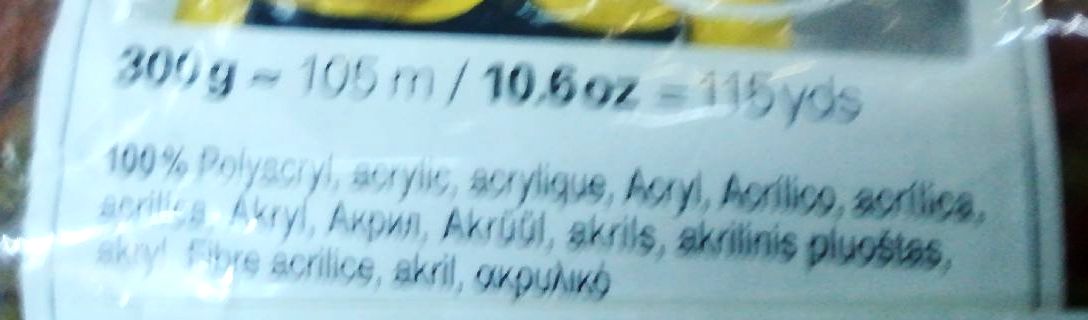 300g ~ 105 m / 10.6 oz = 115 yds
100% Polyacryl, acrylic, acrylique, Acryl, Acrílico, acrílica,
acrilica, Akryl, Акрил, Akrüül, akrils, akrilinis pluoštas,
akryl Fibre acrilice, akril, ακρυλικό